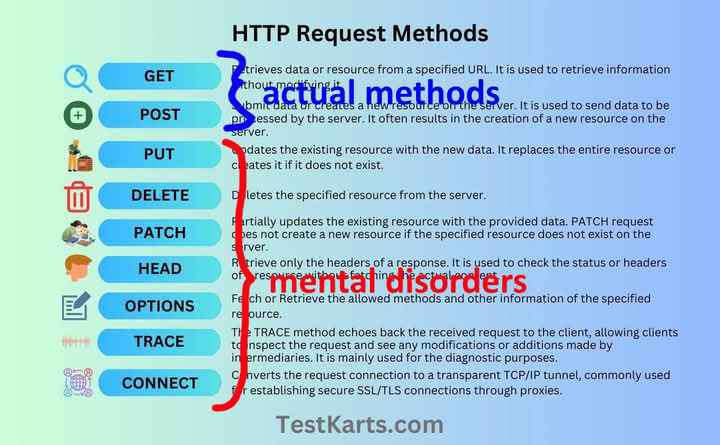 HTTP Request Methods
GET
Retrieves data or resource from a specified URL. It is used to retrieve information
without modifying it.
actual methods
POST
Submit data or creates a new resource on the server. It is used to send data to be
processed by the server. It often results in the creation of a new resource on the
server.
PUT
Updates the existing resource with the new data. It replaces the entire resource or
creates it if it does not exist.
DELETE
Deletes the specified resource from the server.
PATCH
Partially updates the existing resource with the provided data. PATCH request
does not create a new resource if the specified resource does not exist on the
server.
HEAD
Retrieve only the headers of a response. It is used to check the status or headers
of a resource without fetching the actual content.
mental disorders
OPTIONS
Fetch or Retrieve the allowed methods and other information of the specified
resource.
TRACE
The TRACE method echoes back the received request to the client, allowing clients
to inspect the request and see any modifications or additions made by
intermediaries. It is mainly used for the diagnostic purposes.
CONNECT
Converts the request connection to a transparent TCP/IP tunnel, commonly used
for establishing secure SSL/TLS connections through proxies.
TestKarts.com